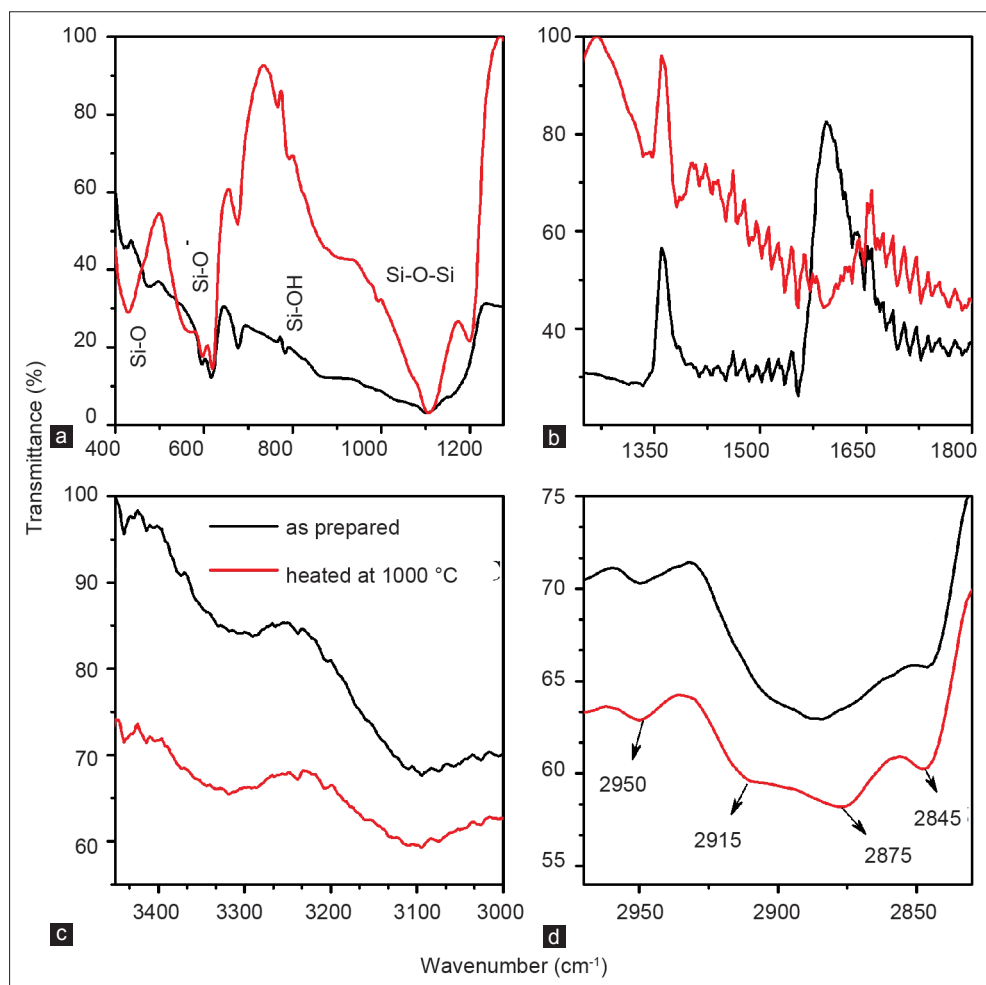 Transmittance (%)
100
80
60
40
20
0
Si-O
Si-O⁻
Si-OH
Si-O-Si
a
400 600 800 1000 1200
100
80
60
40
b
1350 1500 1650 1800
100
90
80
70
60
as prepared
heated at 1000 °C
c
3400 3300 3200 3100 3000
75
70
65
60
55
2950
2915
2875
2845
d
2950 2900 2850
Wavenumber (cm⁻¹)